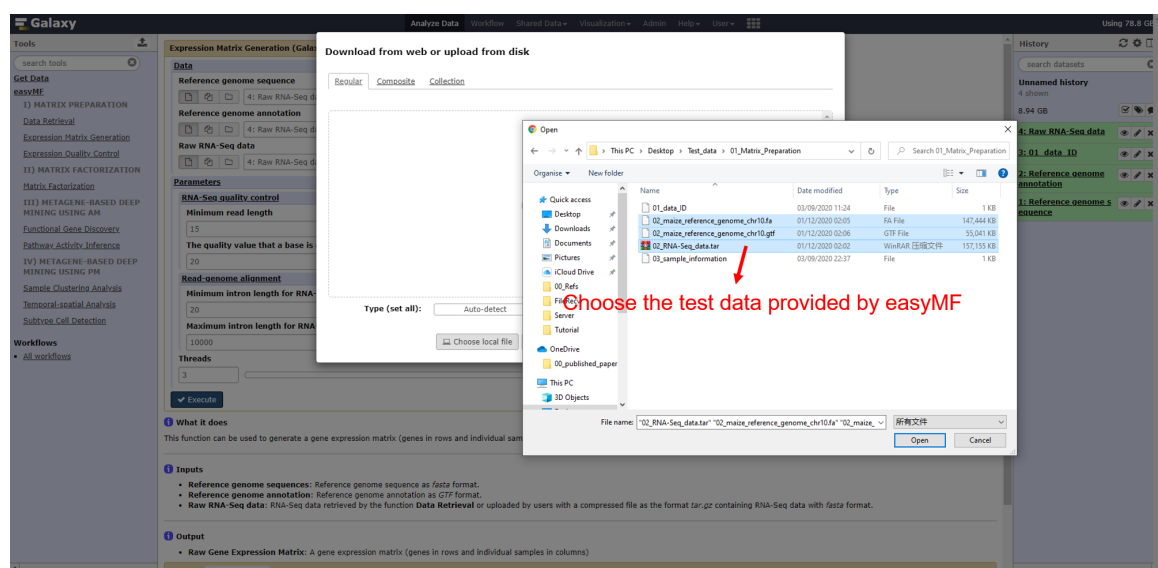 Galaxy
Analyze Data Workflow Shared Data Visualization Admin Help User
Using 78.8 GB
Tools
search tools
Get Data
easyMF
I) MATRIX PREPARATION
Data Retrieval
Expression Matrix Generation
Expression Quality Control
II) MATRIX FACTORIZATION
Matrix Factorization
III) METAGENE-BASED DEEP
MINING USING AM
Functional Gene Discovery
Pathway Activity Inference
IV) METAGENE-BASED DEEP
MINING USING PM
Sample Clustering Analysis
Temporal-spatial Analysis
Subtype Cell Detection
Workflows
All workflows
Expression Matrix Generation (Gala
Data
Reference genome sequence
4: Raw RNA-Seq d
Reference genome annotation
4: Raw RNA-Seq d
Raw RNA-Seq data
4: Raw RNA-Seq d
Parameters
RNA-Seq quality control
Minimum read length
15
The quality value that a base is
20
Read-genome alignment
Minimum intron length for RNA-
20
Maximum intron length for RNA
10000
Threads
3
Execute
What it does
This function can be used to generate a gene expression matrix (genes in rows and individual sam
Inputs
Reference genome sequences: Reference genome sequence as fasta format.
Reference genome annotation: Reference genome annotation as GTF format.
Raw RNA-Seq data: RNA-Seq data retrieved by the function Data Retrieval or uploaded by users with a compressed file as the format tar.gz containing RNA-Seq data with fasta format.
Output
Raw Gene Expression Matrix: A gene expression matrix (genes in rows and individual samples in columns)
Download from web or upload from disk
Regular Composite Collection
Type (set all): Auto-detect
Choose local file
Open
This PC > Desktop > Test_data > 01_Matrix_Preparation
Search 01_Matrix_Preparation
Organise New folder
Quick access
Desktop
Downloads
Documents
Pictures
iCloud Drive
00_Refs
FileRecv
Server
Tutorial
OneDrive
00_published_paper
This PC
3D Objects
Name Date modified Type Size
01_data_ID 03/09/2020 11:24 File 1 KB
02_maize_reference_genome_chr10.fa 01/12/2020 02:05 FA File 147,444 KB
02_maize_reference_genome_chr10.gtf 01/12/2020 02:06 GTF File 55,041 KB
02_RNA-Seq_data.tar 01/12/2020 02:02 WinRAR 压缩文件 157,155 KB
03_sample_information 03/09/2020 22:37 File 1 KB
Choose the test data provided by easyMF
File name: "02_RNA-Seq_data.tar" "02_maize_reference_genome_chr10.fa" "02_maize_
所有文件
Open Cancel
History
search datasets
Unnamed history
4 shown
8.94 GB
4: Raw RNA-Seq data
3: 01_data_ID
2: Reference genome
annotation
1: Reference genome s
equence